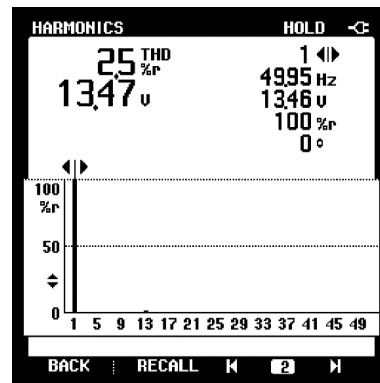 HARMONICS HOLD
2.5 THD %r
13.47 V
1
49.95 Hz
13.46 V
100 %r
0 °
100
%r
50
0
1 5 9 13 17 21 25 29 33 37 41 45 49
BACK RECALL 2